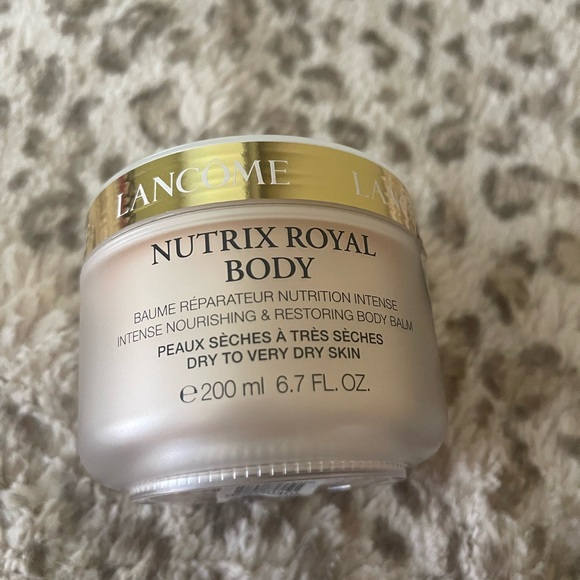 LANCÔME
NUTRIX ROYAL
BODY
BAUME RÉPARATEUR NUTRITION INTENSE
INTENSE NOURISHING & RESTORING BODY BALM
PEAUX SÈCHES À TRÈS SÈCHES
DRY TO VERY DRY SKIN
e 200 ml 6.7 FL. OZ.